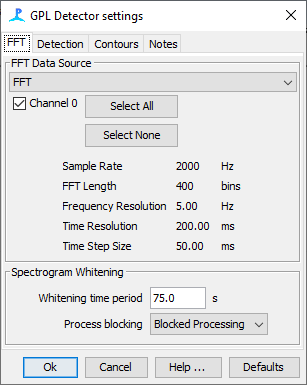 GPL Detector settings
FFT Detection Contours Notes
FFT Data Source
FFT
Channel 0 Select All
Select None
Sample Rate 2000 Hz
FFT Length 400 bins
Frequency Resolution 5.00 Hz
Time Resolution 200.00 ms
Time Step Size 50.00 ms
Spectrogram Whitening
Whitening time period 75.0 s
Process blocking Blocked Processing
Ok Cancel Help ... Defaults